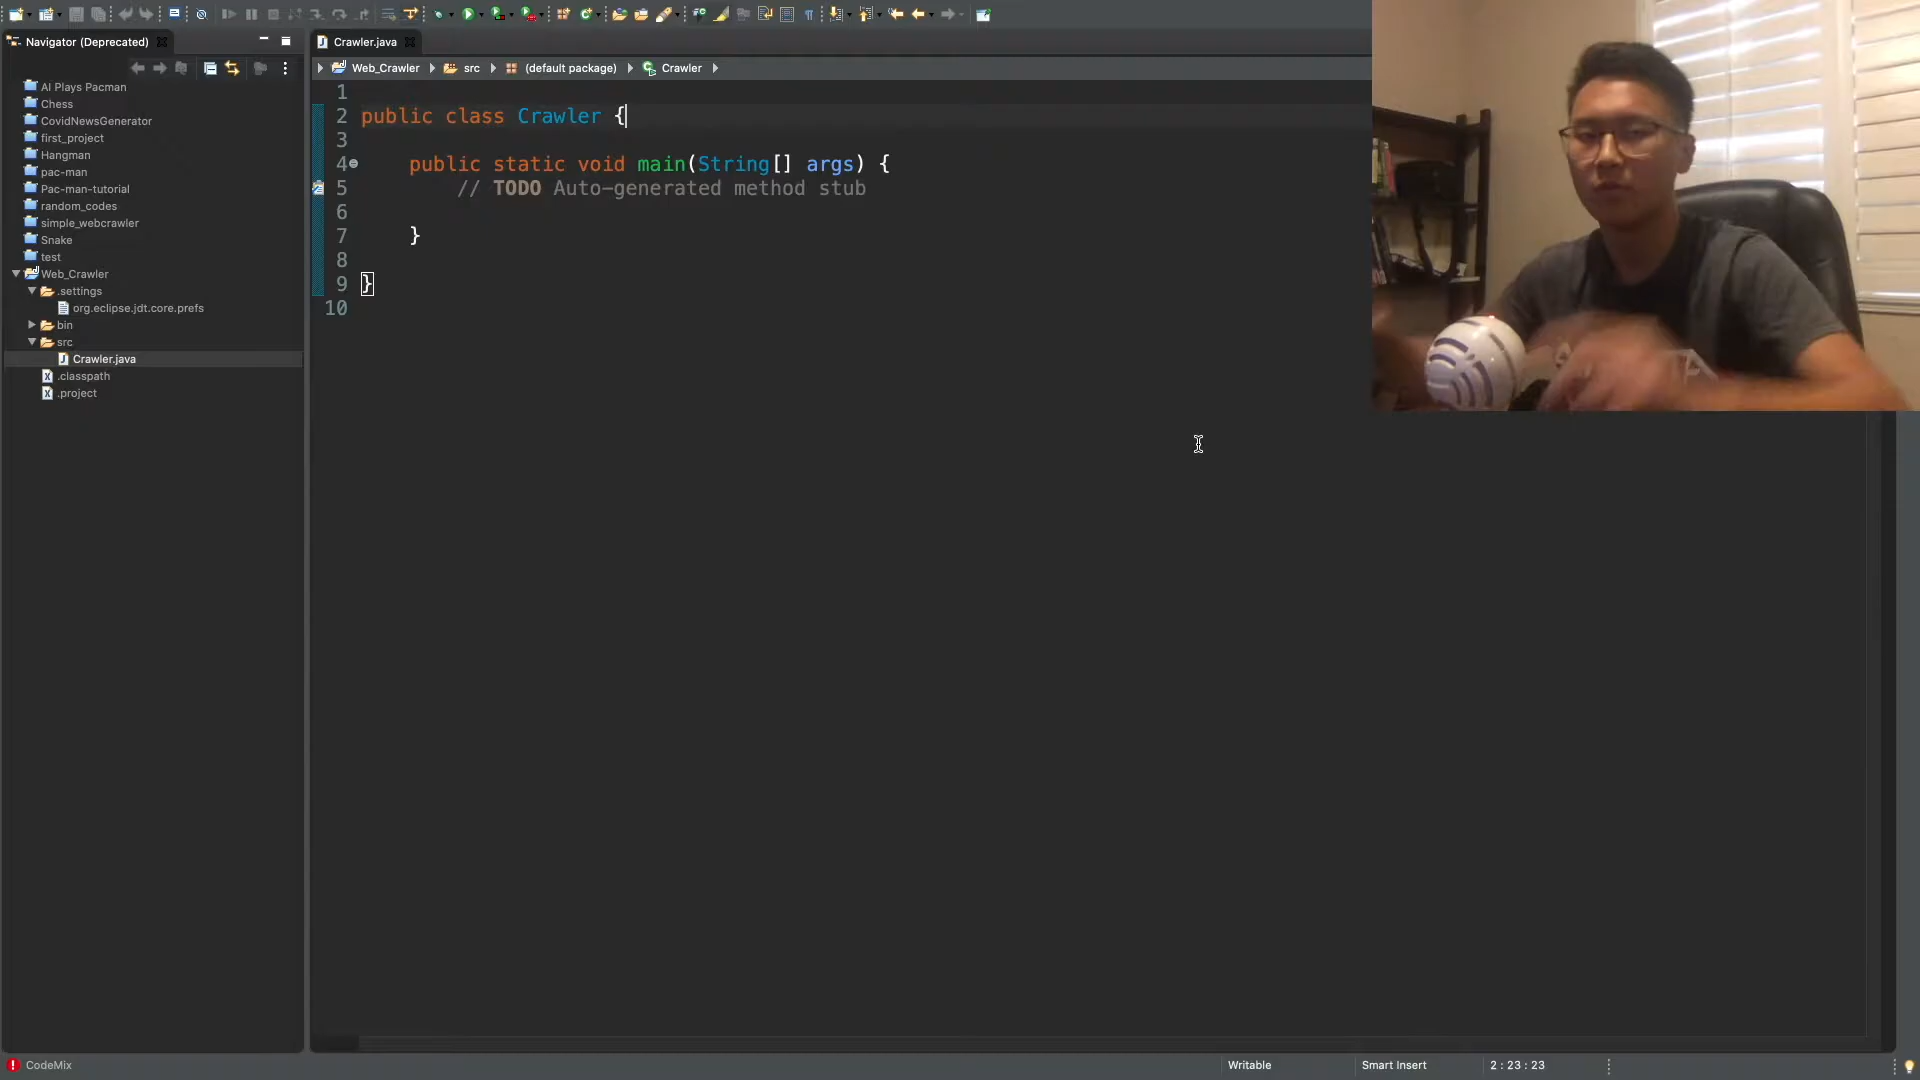 Navigator (Deprecated)
AI Plays Pacman
Chess
CovidNewsGenerator
first_project
Hangman
pac-man
Pac-man-tutorial
random_codes
simple_webcrawler
Snake
test
Web_Crawler
.settings
org.eclipse.jdt.core.prefs
bin
src
Crawler.java
.classpath
.project
Crawler.java
Web_Crawler src (default package) Crawler
1
2 public class Crawler {
3
4 public static void main(String[] args) {
5 // TODO Auto-generated method stub
6
7 }
8
9 }
10
CodeMix Writable Smart Insert 2 : 23 : 23